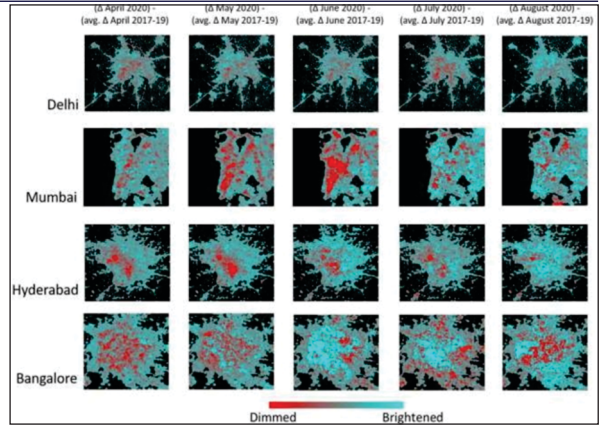 (Δ April 2020) - (Δ May 2020) - (Δ June 2020) - (Δ July 2020) - (Δ August 2020) -
(avg. Δ April 2017-19) (avg. Δ May 2017-19) (avg. Δ June 2017-19) (avg. Δ July 2017-19) (avg. Δ August 2017-19)
Delhi
Mumbai
Hyderabad
Bangalore
Dimmed Brightened